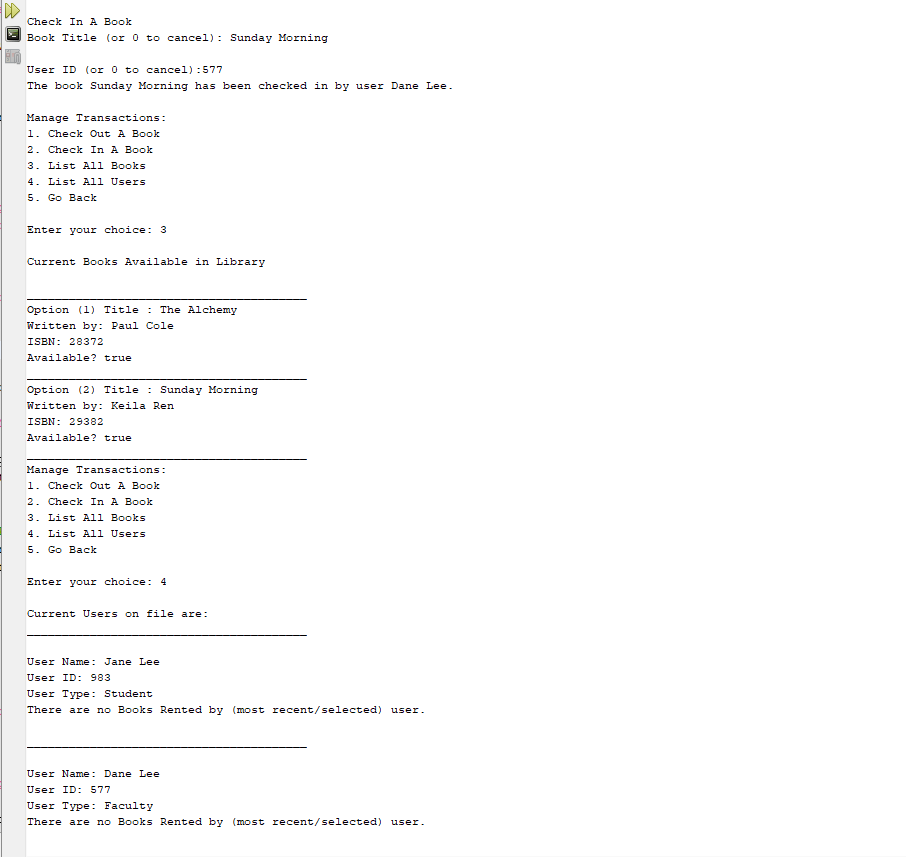 Check In A Book
Book Title (or 0 to cancel): Sunday Morning
User ID (or 0 to cancel):577
The book Sunday Morning has been checked in by user Dane Lee.
Manage Transactions:
1. Check Out A Book
2. Check In A Book
3. List All Books
4. List All Users
5. Go Back
Enter your choice: 3
Current Books Available in Library
________________________________________
Option (1) Title : The Alchemy
Written by: Paul Cole
ISBN: 28372
Available? true
________________________________________
Option (2) Title : Sunday Morning
Written by: Keila Ren
ISBN: 29382
Available? true
________________________________________
Manage Transactions:
1. Check Out A Book
2. Check In A Book
3. List All Books
4. List All Users
5. Go Back
Enter your choice: 4
Current Users on file are:
________________________________________
User Name: Jane Lee
User ID: 983
User Type: Student
There are no Books Rented by (most recent/selected) user.
________________________________________
User Name: Dane Lee
User ID: 577
User Type: Faculty
There are no Books Rented by (most recent/selected) user.